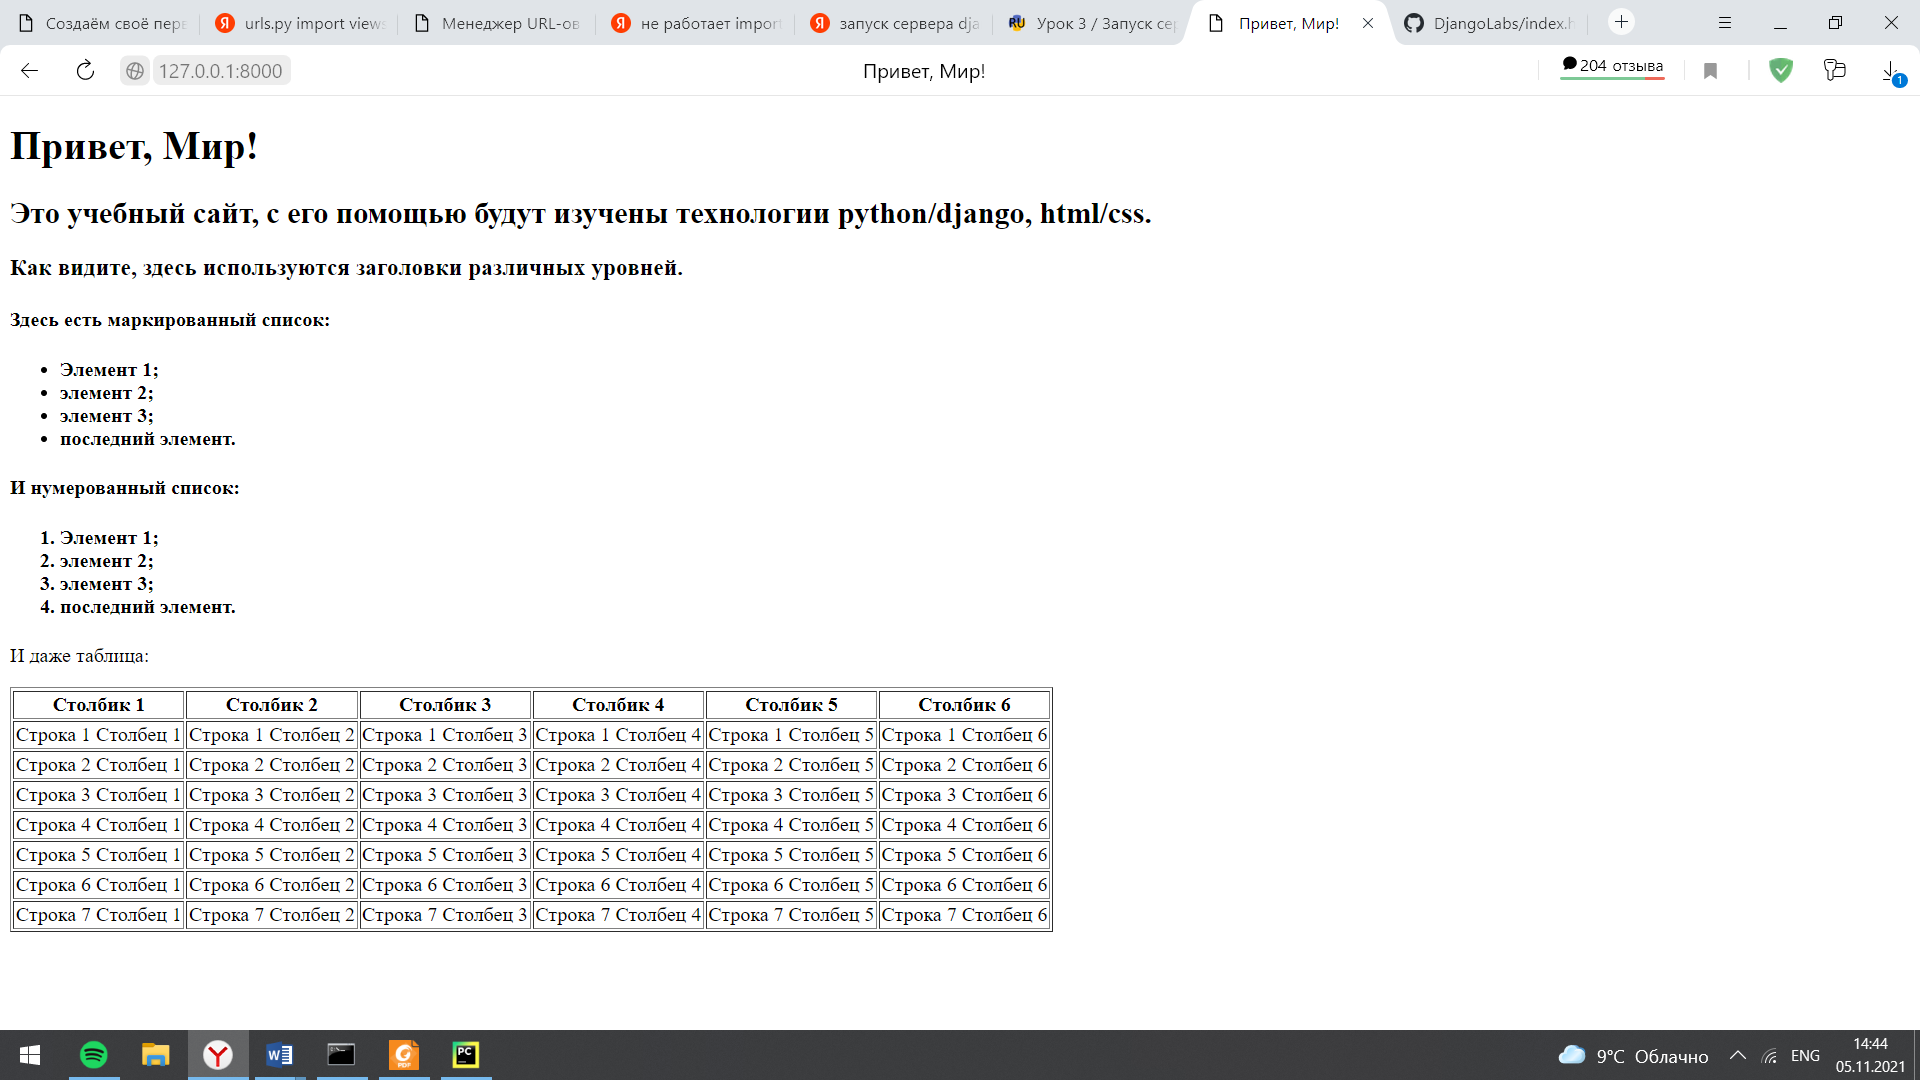 Создаём своё перв
urls.py import views
Менеджер URL-ов
не работает import
запуск сервера dja
Урок 3 / Запуск сер
Привет, Мир!
DjangoLabs/index.h
127.0.0.1:8000
Привет, Мир!
204 отзыва
1
Привет, Мир!
Это учебный сайт, с его помощью будут изучены технологии python/django, html/css.
Как видите, здесь используются заголовки различных уровней.
Здесь есть маркированный список:
• Элемент 1;
• элемент 2;
• элемент 3;
• последний элемент.
И нумерованный список:
1. Элемент 1;
2. элемент 2;
3. элемент 3;
4. последний элемент.
И даже таблица:
Столбик 1 Столбик 2 Столбик 3 Столбик 4 Столбик 5 Столбик 6
Строка 1 Столбец 1 Строка 1 Столбец 2 Строка 1 Столбец 3 Строка 1 Столбец 4 Строка 1 Столбец 5 Строка 1 Столбец 6
Строка 2 Столбец 1 Строка 2 Столбец 2 Строка 2 Столбец 3 Строка 2 Столбец 4 Строка 2 Столбец 5 Строка 2 Столбец 6
Строка 3 Столбец 1 Строка 3 Столбец 2 Строка 3 Столбец 3 Строка 3 Столбец 4 Строка 3 Столбец 5 Строка 3 Столбец 6
Строка 4 Столбец 1 Строка 4 Столбец 2 Строка 4 Столбец 3 Строка 4 Столбец 4 Строка 4 Столбец 5 Строка 4 Столбец 6
Строка 5 Столбец 1 Строка 5 Столбец 2 Строка 5 Столбец 3 Строка 5 Столбец 4 Строка 5 Столбец 5 Строка 5 Столбец 6
Строка 6 Столбец 1 Строка 6 Столбец 2 Строка 6 Столбец 3 Строка 6 Столбец 4 Строка 6 Столбец 5 Строка 6 Столбец 6
Строка 7 Столбец 1 Строка 7 Столбец 2 Строка 7 Столбец 3 Строка 7 Столбец 4 Строка 7 Столбец 5 Строка 7 Столбец 6
9°C Облачно
ENG
14:44
05.11.2021